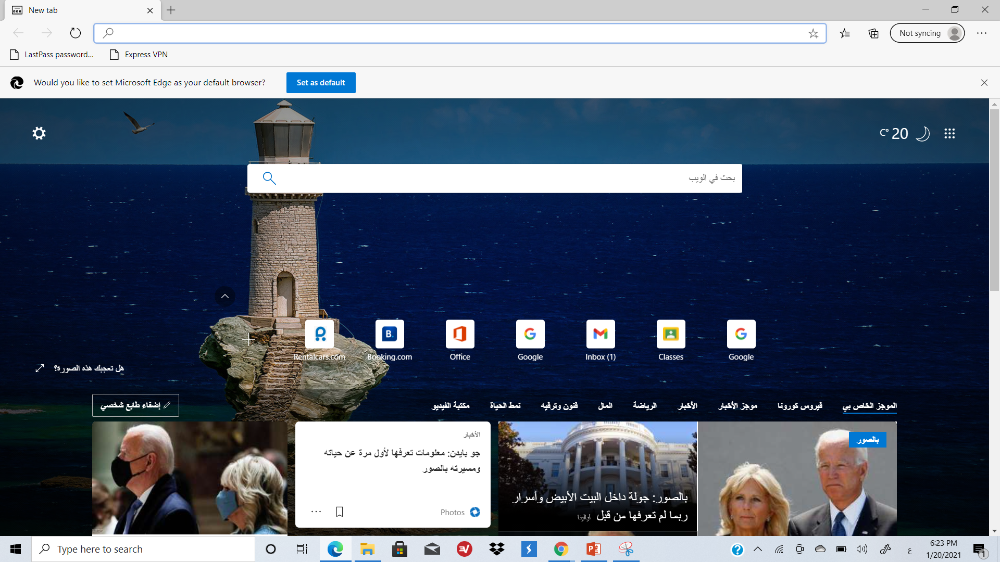 New tab
Not syncing
LastPass password...
Express VPN
Would you like to set Microsoft Edge as your default browser?
Set as default
C° 20
بحث في الويب
Rentalcars.com
Booking.com
Office
Google
Inbox (1)
Classes
Google
هل تعجبك هذه الصورة؟
إضفاء طابع شخصي
الموجز الخاص بي
فيروس كورونا
موجز الأخبار
الأخبار
الرياضة
المال
فنون وترفيه
نمط الحياة
مكتبة الفيديو
الأخبار
جو بايدن: معلومات تعرفها لأول مرة عن حياته
ومسيرته بالصور
Photos
بالصور: جولة داخل البيت الأبيض وأسرار
ربما لم تعرفها من قبل ليالينا
بالصور
Type here to search
ع
6:23 PM
1/20/2021
1